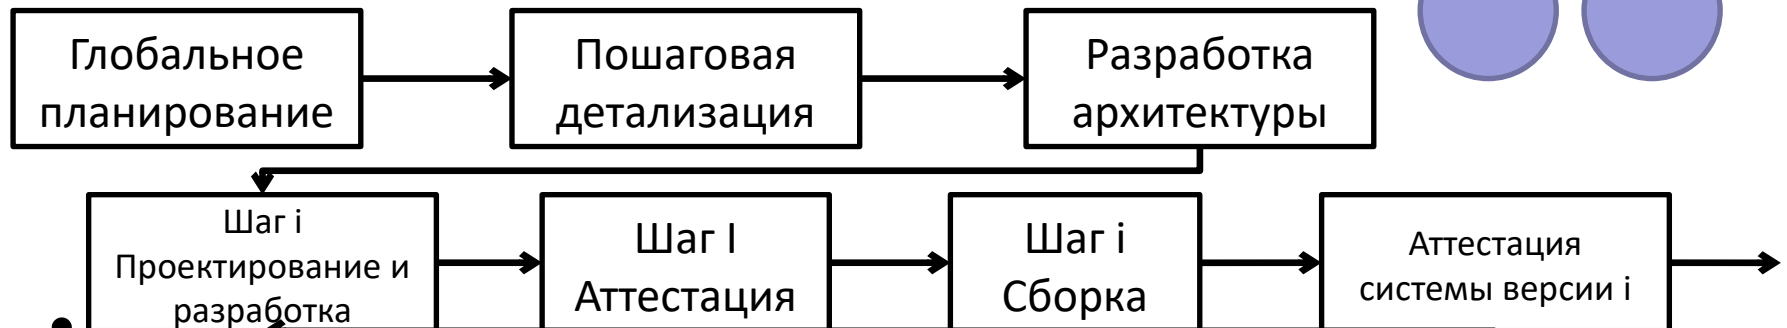 Глобальное
планирование
Пошаговая
детализация
Разработка
архитектуры
Шаг i
Проектирование и
разработка
Шаг I
Аттестация
Шаг i
Сборка
Аттестация
системы версии i